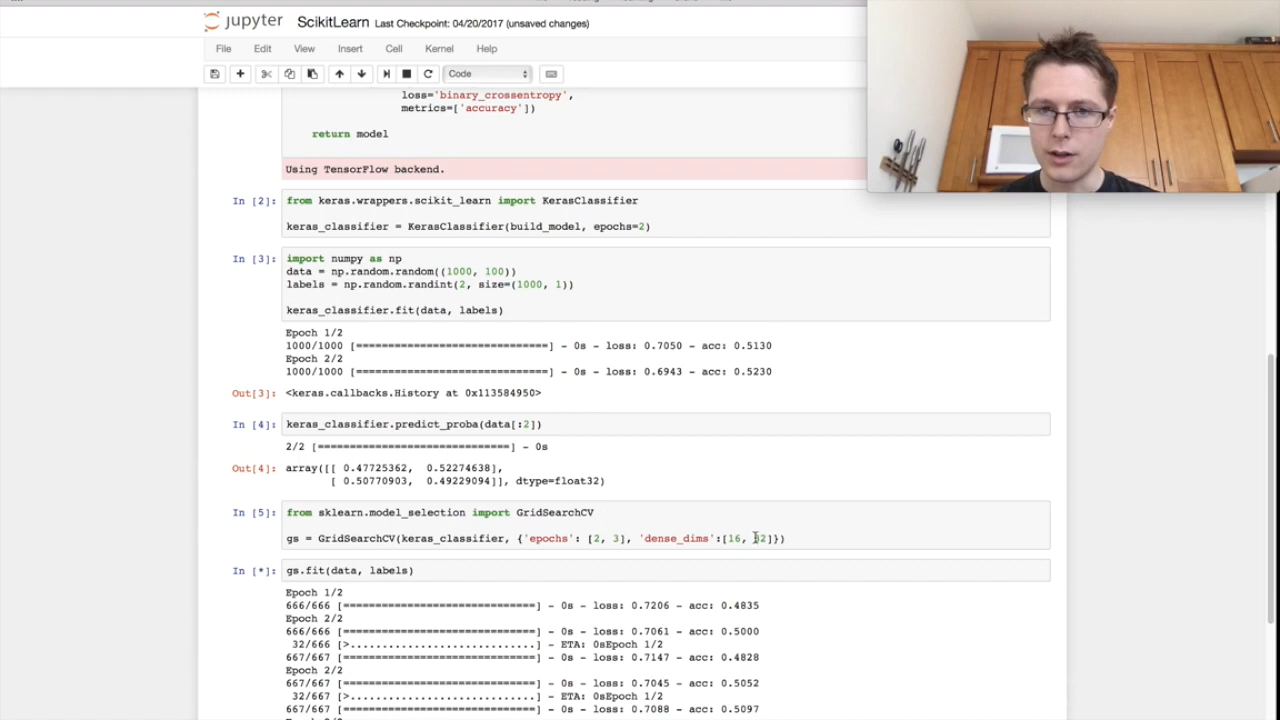 jupyter ScikitLearn Last Checkpoint: 04/20/2017 (unsaved changes)
File Edit View Insert Cell Kernel Help
Code
loss='binary_crossentropy',
metrics=['accuracy'])
return model
Using TensorFlow backend.
In [2]: from keras.wrappers.scikit_learn import KerasClassifier
keras_classifier = KerasClassifier(build_model, epochs=2)
In [3]: import numpy as np
data = np.random.random((1000, 100))
labels = np.random.randint(2, size=(1000, 1))
keras_classifier.fit(data, labels)
Epoch 1/2
1000/1000 [==============================] - 0s - loss: 0.7050 - acc: 0.5130
Epoch 2/2
1000/1000 [==============================] - 0s - loss: 0.6943 - acc: 0.5230
Out[3]: <keras.callbacks.History at 0x113584950>
In [4]: keras_classifier.predict_proba(data[:2])
2/2 [==============================] - 0s
Out[4]: array([[ 0.47725362, 0.52274638],
[ 0.50770903, 0.49229094]], dtype=float32)
In [5]: from sklearn.model_selection import GridSearchCV
gs = GridSearchCV(keras_classifier, {'epochs': [2, 3], 'dense_dims':[16, 32]})
In [*]: gs.fit(data, labels)
Epoch 1/2
666/666 [==============================] - 0s - loss: 0.7206 - acc: 0.4835
Epoch 2/2
666/666 [==============================] - 0s - loss: 0.7061 - acc: 0.5000
32/666 [>.............................] - ETA: 0sEpoch 1/2
667/667 [==============================] - 0s - loss: 0.7147 - acc: 0.4828
Epoch 2/2
667/667 [==============================] - 0s - loss: 0.7045 - acc: 0.5052
32/667 [>.............................] - ETA: 0sEpoch 1/2
667/667 [==============================] - 0s - loss: 0.7088 - acc: 0.5097